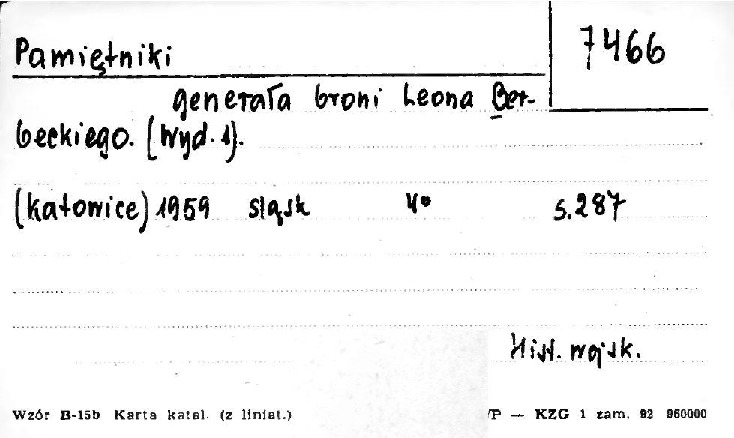 7466
Pamiętniki
generała broni Leona Ber-
beckiego. [Wyd. 1].
(Katowice) 1959 Śląsk 4° s. 287
Hist. wojsk.
Wzór B-15b Karta katal. (z liniat.) /P — KZG 1 zam. 92 960000